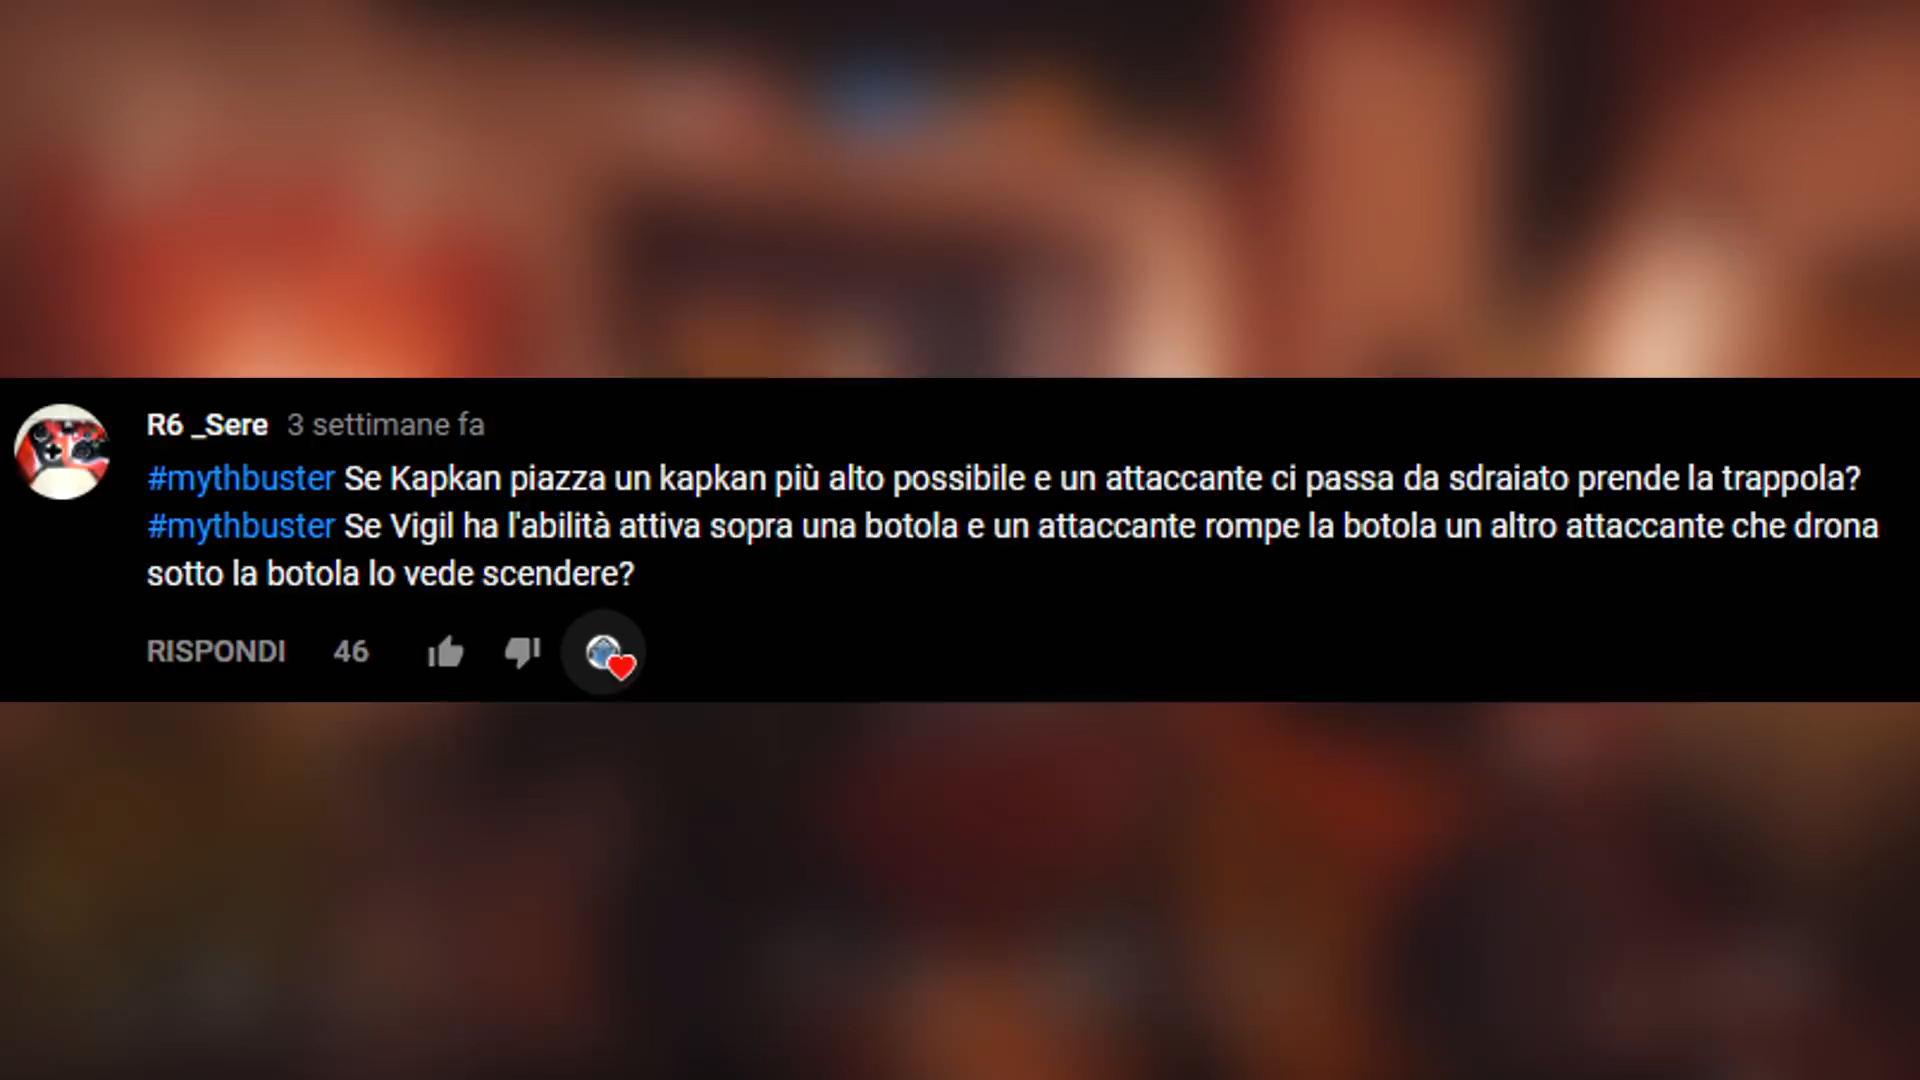 R6 _Sere 3 settimane fa
#mythbuster Se Kapkan piazza un kapkan più alto possibile e un attaccante ci passa da sdraiato prende la trappola?
#mythbuster Se Vigil ha l'abilità attiva sopra una botola e un attaccante rompe la botola un altro attaccante che drona
sotto la botola lo vede scendere?
RISPONDI 46